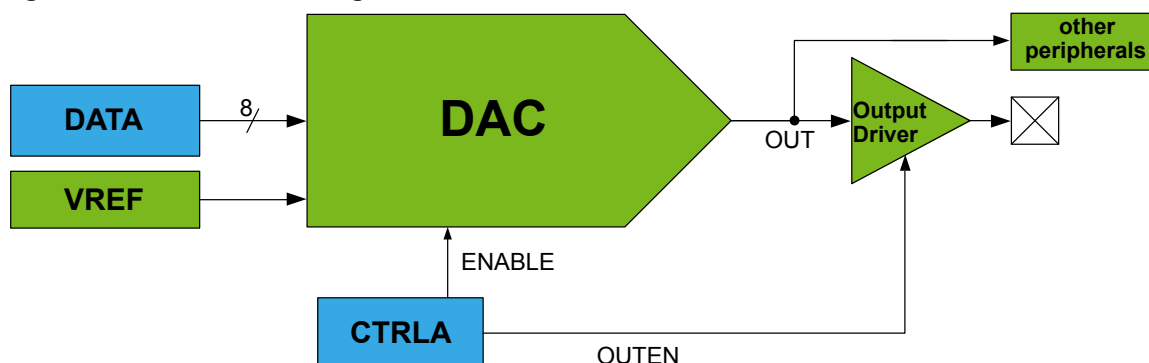 other
peripherals
8
DATA
DAC
Output
Driver
OUT
VREF
ENABLE
CTRLA
OUTEN